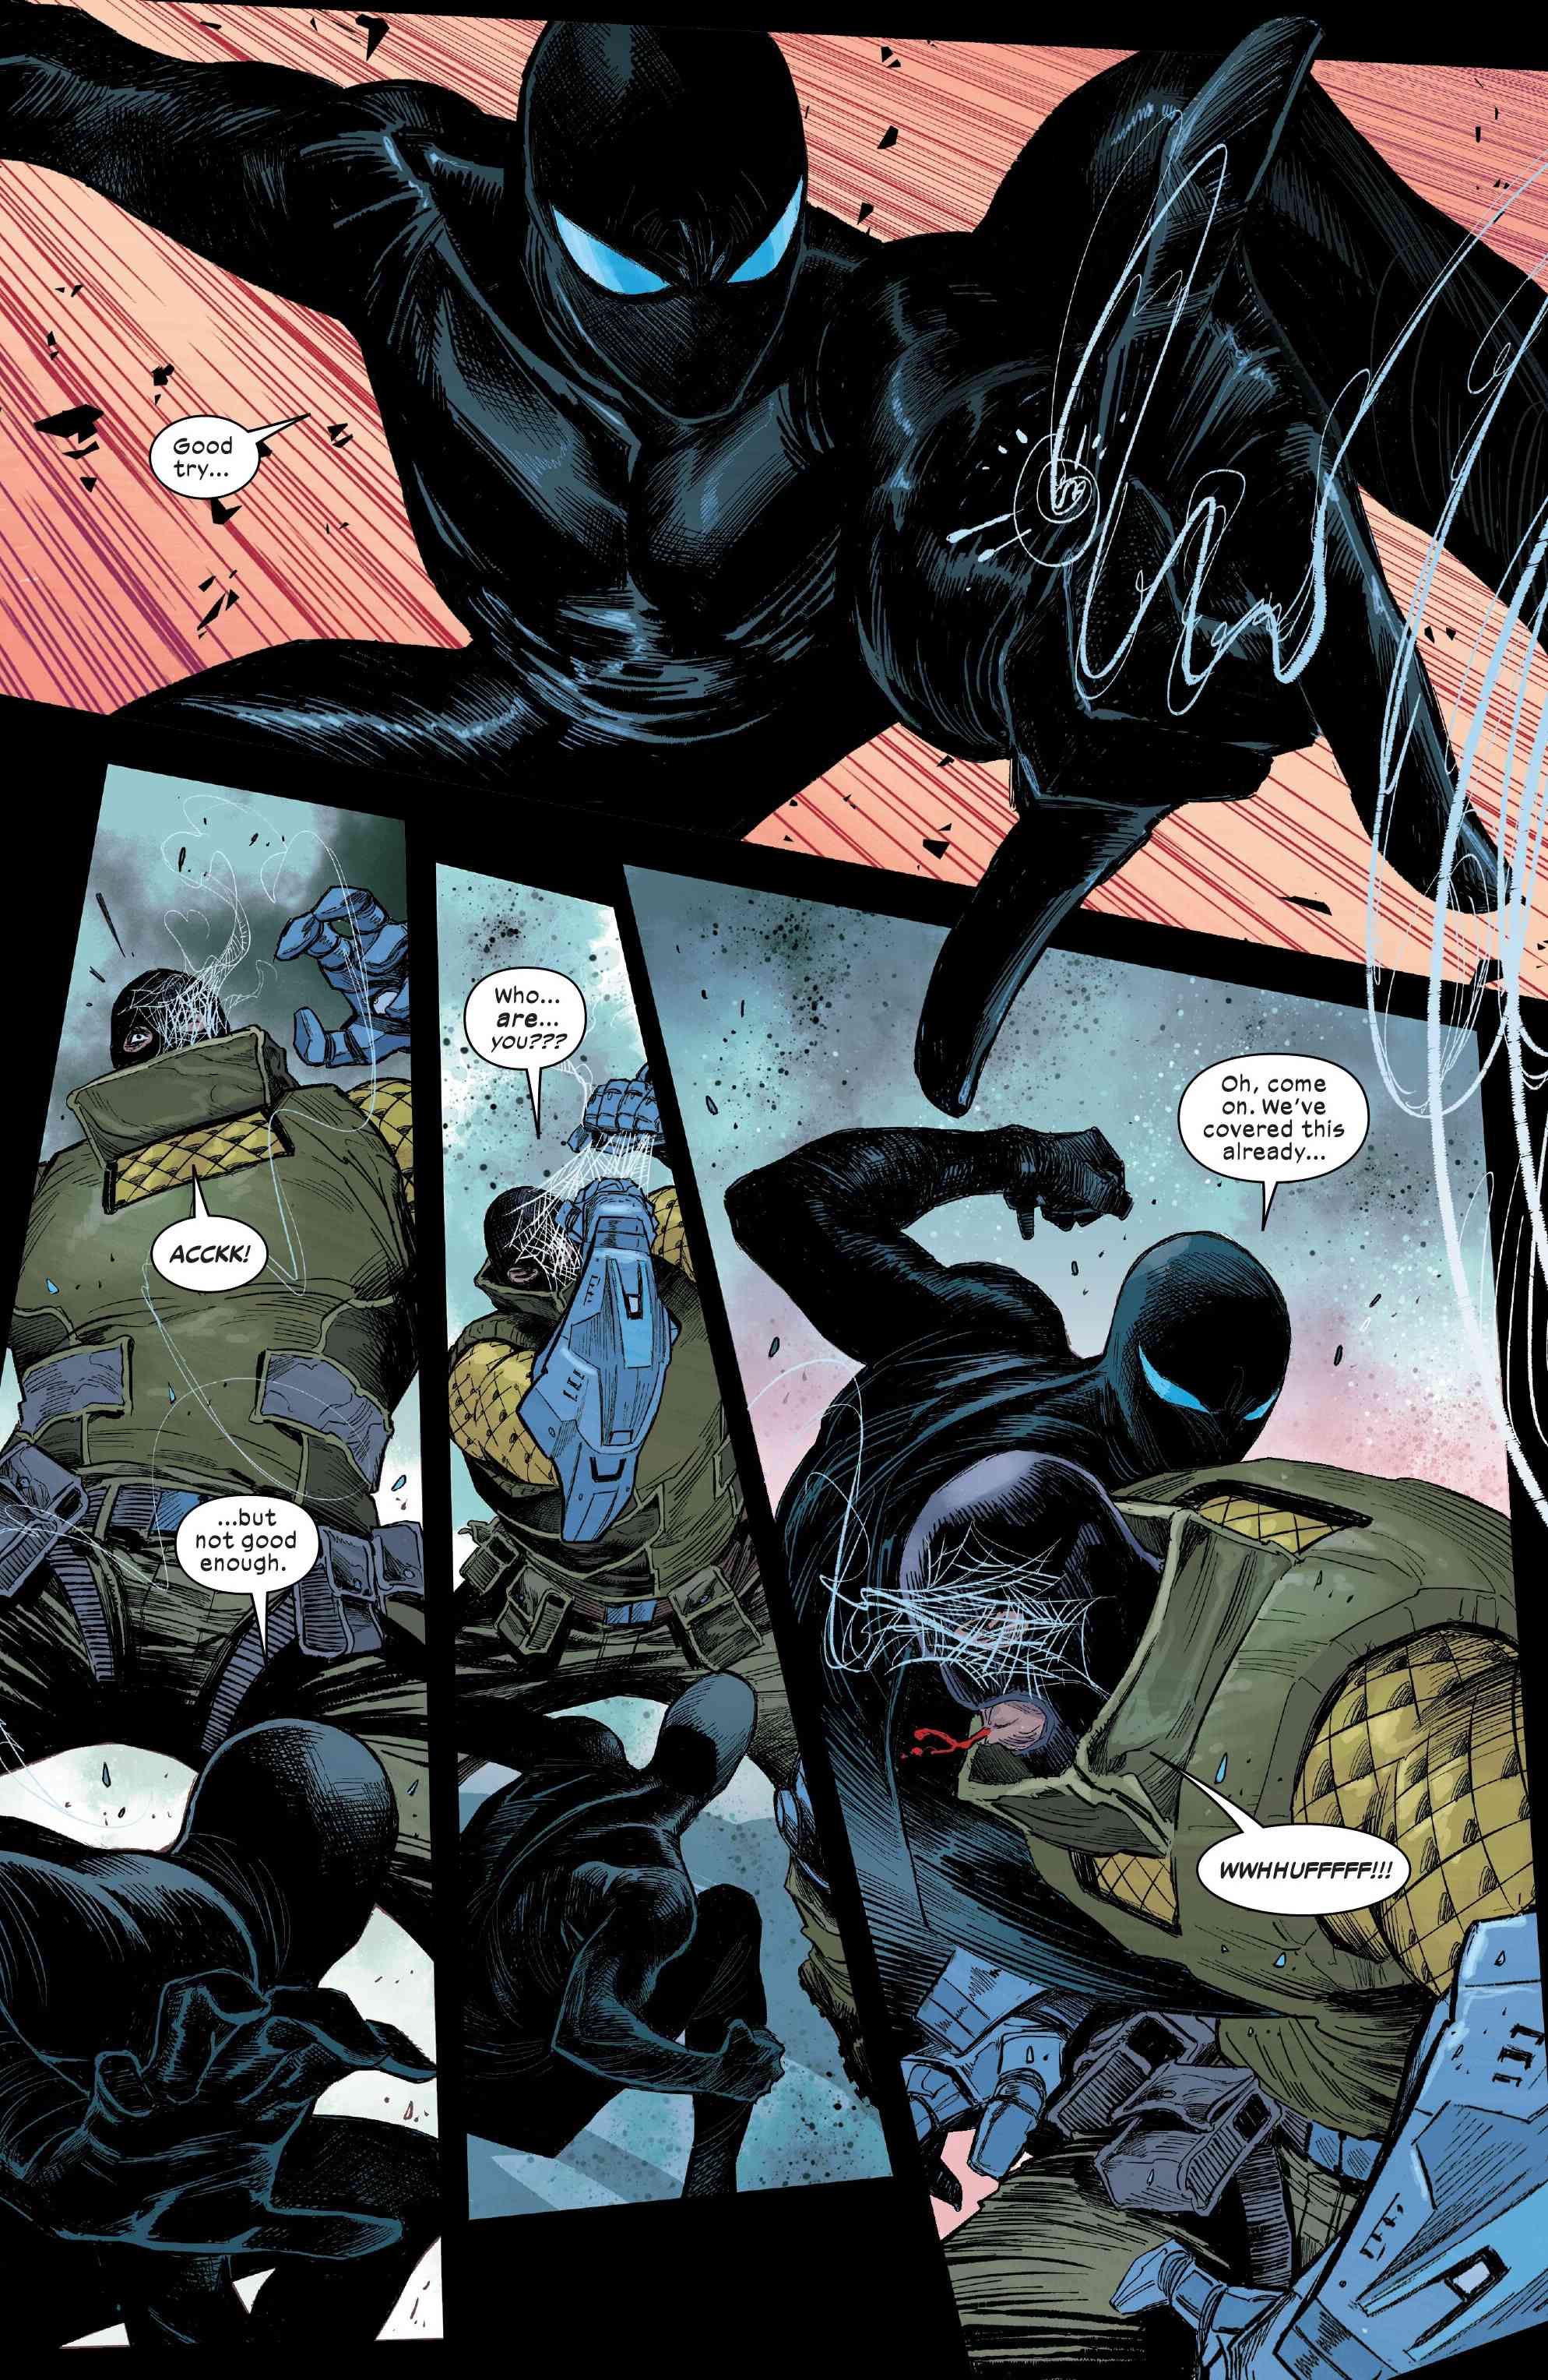 Good
try...
ACCKK!
...but
not good
enough.
Who...
are...
you???
Oh, come
on. We've
covered this
already...
WWHHUFFFFF!!!